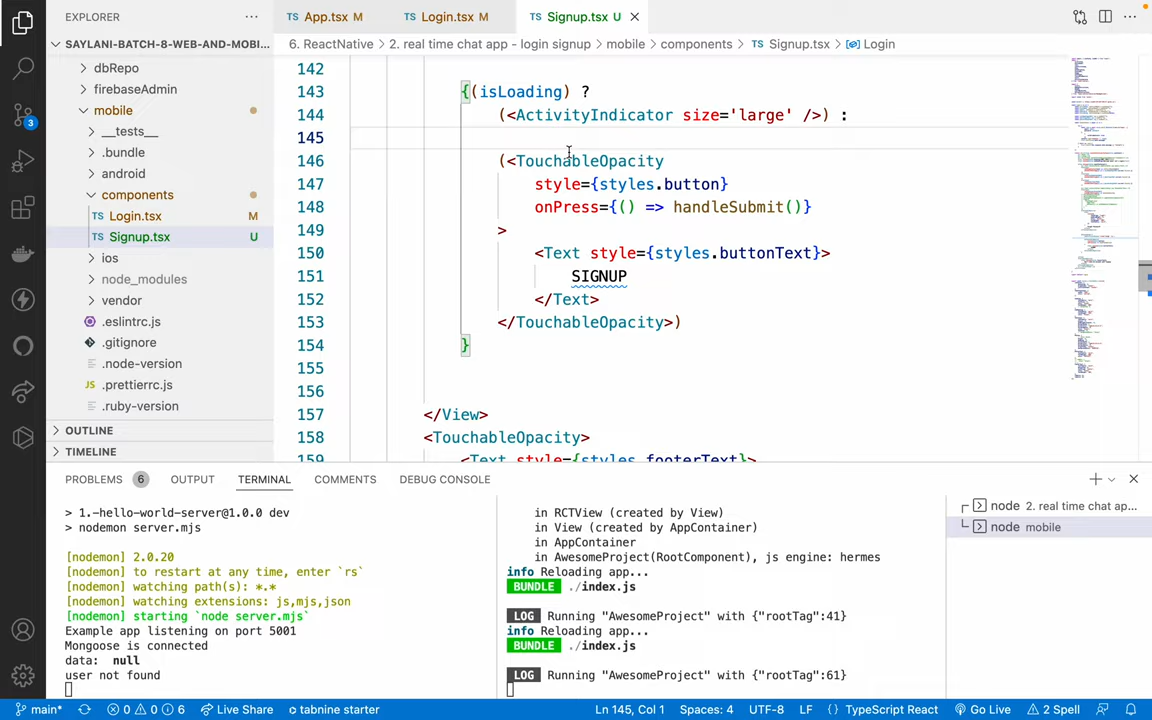 EXPLORER
App.tsx M
Login.tsx M
Signup.tsx U
SAYLANI-BATCH-8-WEB-AND-MOBI...
6. ReactNative > 2. real time chat app - login signup > mobile > components > TS Signup.tsx > Login
dbRepo
firebaseAdmin
mobile
__tests__
.bundle
android
components
TS Login.tsx M
TS Signup.tsx U
ios
node_modules
vendor
.eslintrc.js
.gitignore
.node-version
JS .prettierrc.js
.ruby-version
OUTLINE
TIMELINE
3
142
143 {(isLoading) ?
144 (<ActivityIndicator size='large' />) :
145
146 (<TouchableOpacity
147 style={styles.button}
148 onPress={() => handleSubmit()}
149 >
150 <Text style={styles.buttonText}>
151 SIGNUP
152 </Text>
153 </TouchableOpacity>)
154 }
155
156
157 </View>
158 <TouchableOpacity>
159 <Text style={styles.footerText}>
PROBLEMS 6 OUTPUT TERMINAL COMMENTS DEBUG CONSOLE
> 1.-hello-world-server@1.0.0 dev
> nodemon server.mjs
[nodemon] 2.0.20
[nodemon] to restart at any time, enter `rs`
[nodemon] watching path(s): *.*
[nodemon] watching extensions: js,mjs,json
[nodemon] starting `node server.mjs`
Example app listening on port 5001
Mongoose is connected
data: null
user not found
in RCTView (created by View)
in View (created by AppContainer)
in AppContainer
in AwesomeProject(RootComponent), js engine: hermes
info Reloading app...
BUNDLE ./index.js
LOG Running "AwesomeProject" with {"rootTag":41}
info Reloading app...
BUNDLE ./index.js
LOG Running "AwesomeProject" with {"rootTag":61}
node 2. real time chat ap...
node mobile
main* 0 0 6 Live Share tabnine starter Ln 145, Col 1 Spaces: 4 UTF-8 LF {} TypeScript React Go Live 2 Spell